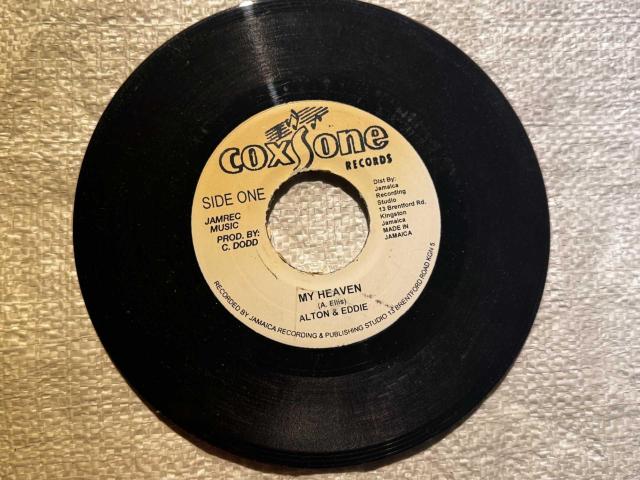 coxsone
RECORDS
SIDE ONE
JAMREC
MUSIC
PROD. BY:
C. DODD
Dist By:
Jamaica
Recording
Studio
13 Brentford Rd.
Kingston
Jamaica
MADE IN
JAMAICA
MY HEAVEN
(A. Ellis)
ALTON & EDDIE
RECORDED BY JAMAICA RECORDING & PUBLISHING STUDIO 13 BRENTFORD ROAD KGN 5